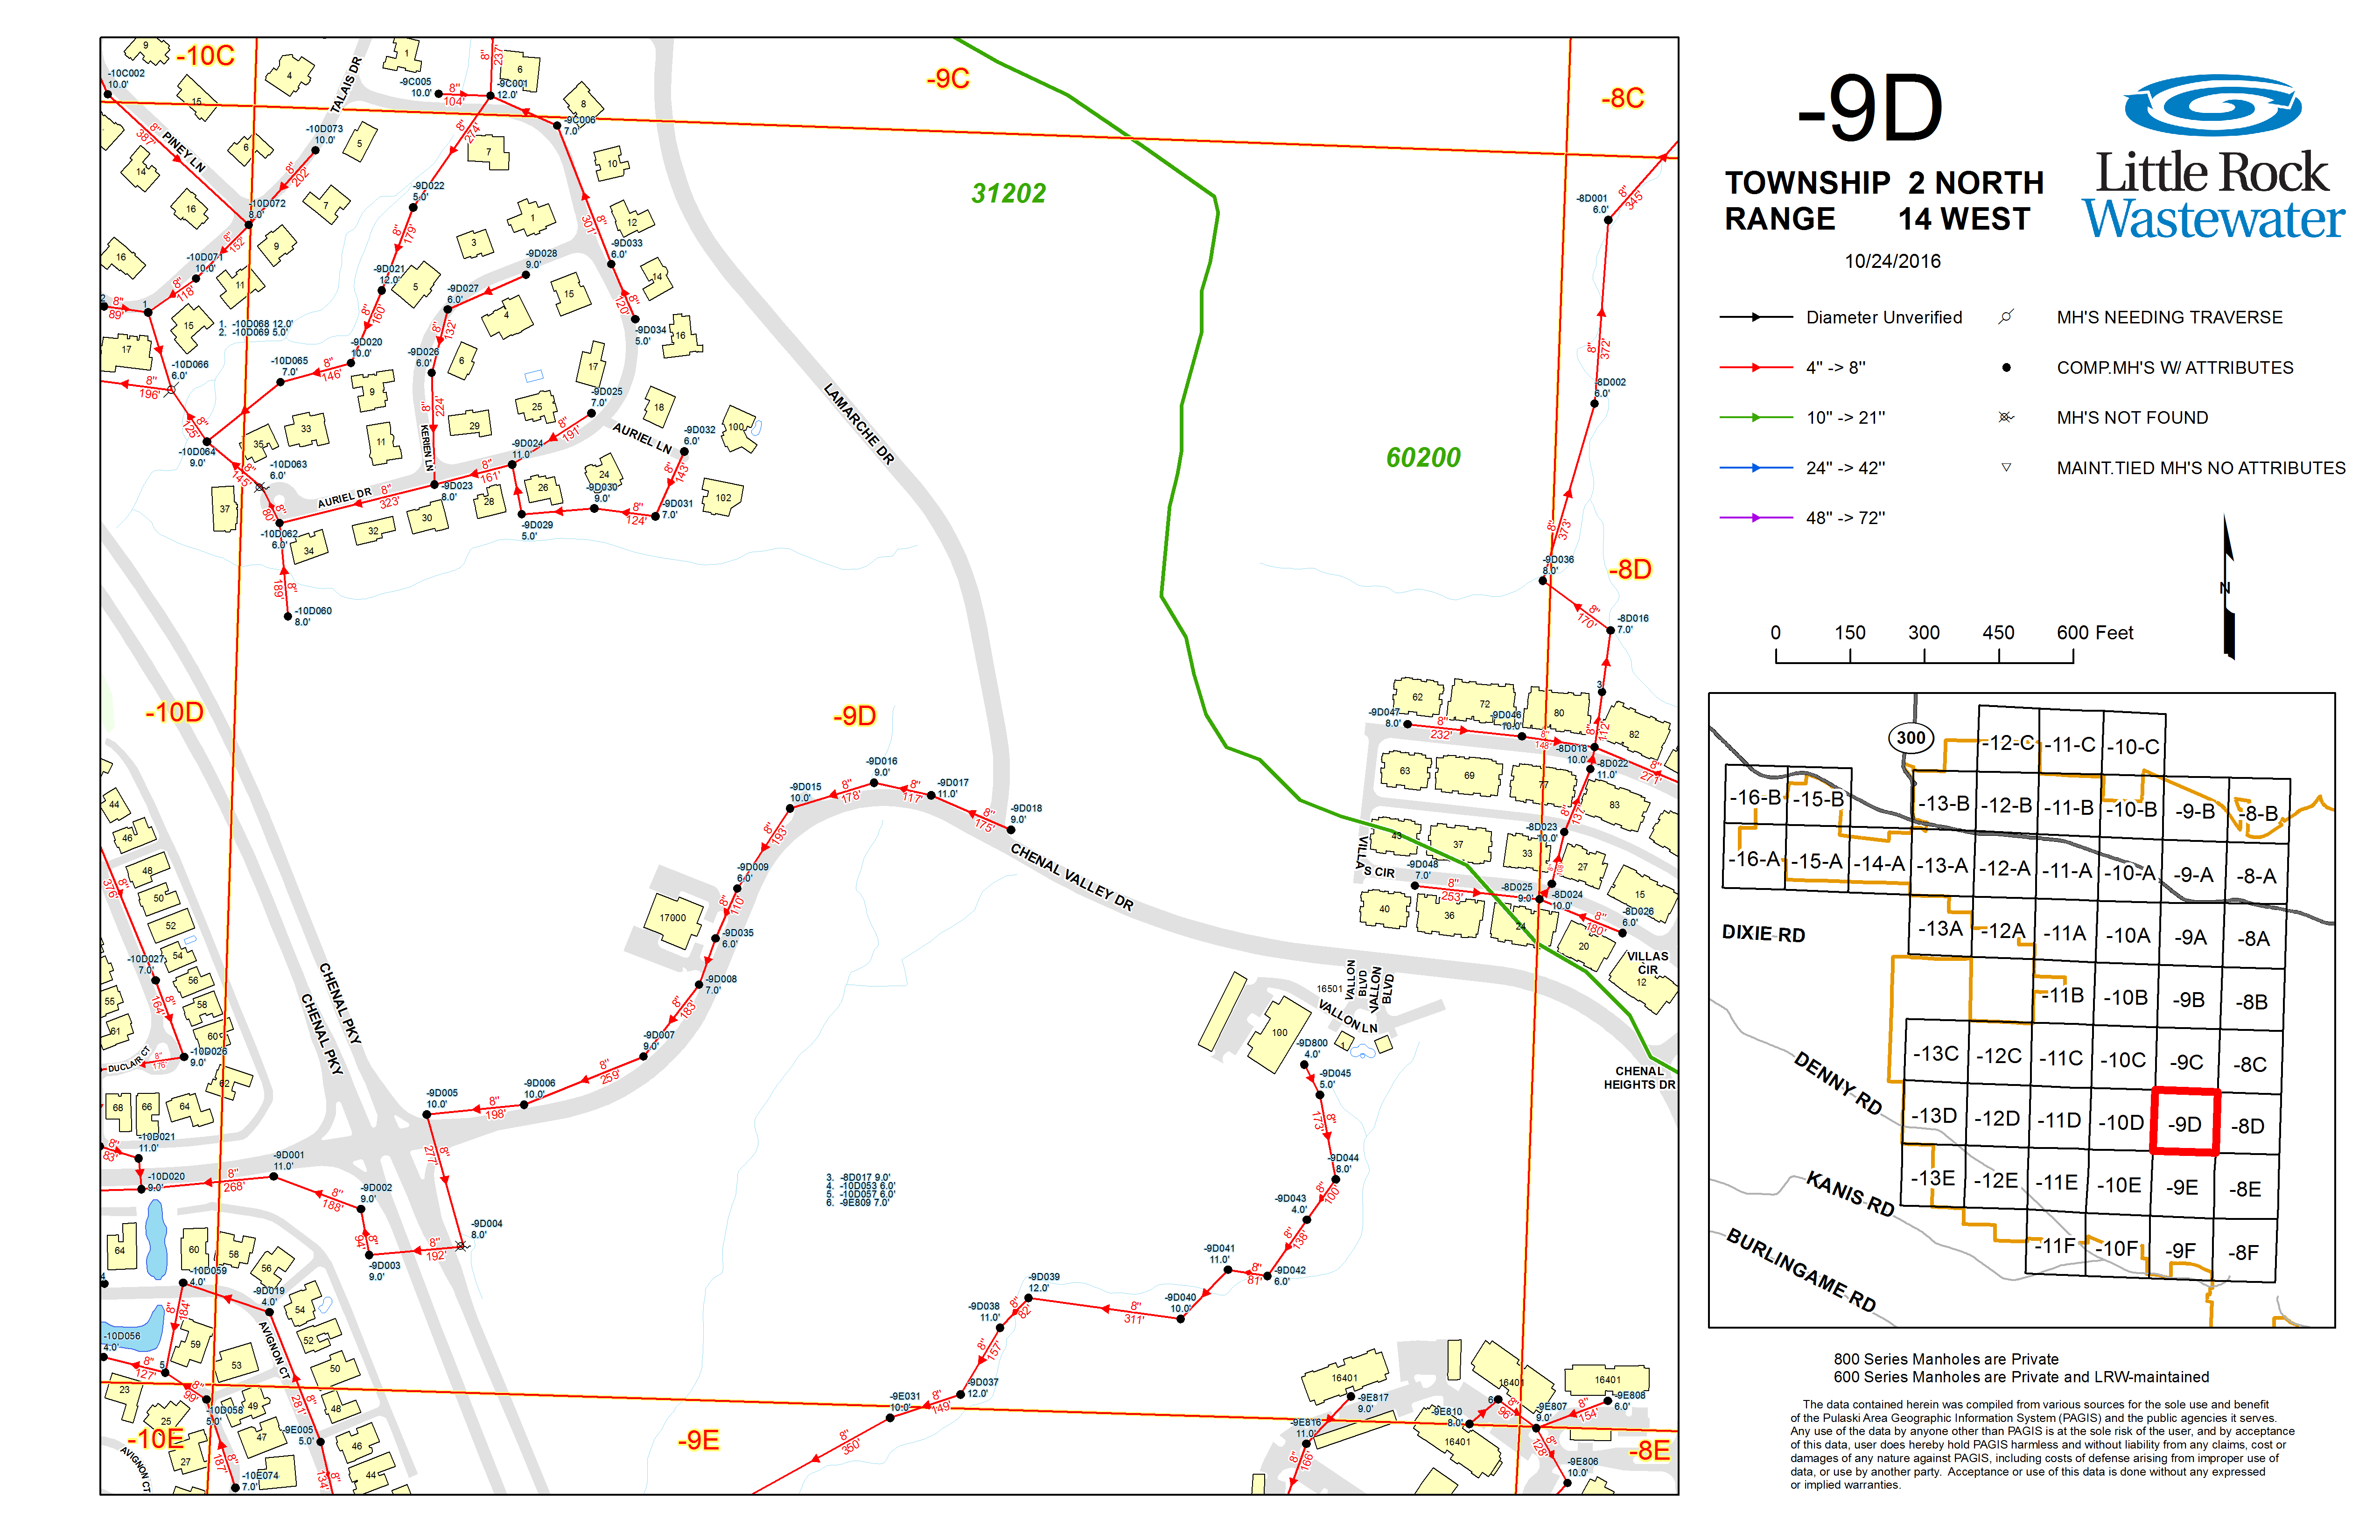 -9D
TOWNSHIP 2 NORTH
RANGE 14 WEST
10/24/2016
Little Rock
Wastewater
Diameter Unverified
4" -> 8"
10" -> 21"
24" -> 42"
48" -> 72"
MH'S NEEDING TRAVERSE
COMP.MH'S W/ ATTRIBUTES
MH'S NOT FOUND
MAINT.TIED MH'S NO ATTRIBUTES
N
0 150 300 450 600 Feet
300
-12-C -11-C -10-C
-16-B -15-B -13-B -12-B -11-B -10-B -9-B -8-B
-16-A -15-A -14-A -13-A -12-A -11-A -10-A -9-A -8-A
-13A -12A -11A -10A -9A -8A
-11B -10B -9B -8B
-13C -12C -11C -10C -9C -8C
-13D -12D -11D -10D -9D -8D
-13E -12E -11E -10E -9E -8E
-11F -10F -9F -8F
DIXIE RD
DENNY RD
KANIS RD
BURLINGAME RD
800 Series Manholes are Private
600 Series Manholes are Private and LRW-maintained
The data contained herein was compiled from various sources for the sole use and benefit
of the Pulaski Area Geographic Information System (PAGIS) and the public agencies it serves.
Any use of the data by anyone other than PAGIS is at the sole risk of the user, and by acceptance
of this data, user does hereby hold PAGIS harmless and without liability from any claims, cost or
damages of any nature against PAGIS, including costs of defense arising from improper use of
data, or use by another party. Acceptance or use of this data is done without any expressed
or implied warranties.
-10C
-9C
-8C
31202
60200
-8D
-10D
-9D
-10E
-9E
-8E
TALAIS DR
PINEY LN
LAMARCHE DR
AURIEL LN
KERIEN LN
AURIEL DR
CHENAL PKY
CHENAL PKY
CHENAL VALLEY DR
VILLAS CIR
VILLAS
CIR
VALLON
BLVD
VALLON
BLVD
VALLON LN
CHENAL
HEIGHTS DR
DUCLAIR CT
AVIGNON CT
AVIGNON CT
-10C002
10.0'
-9C005
10.0'
-9C001
12.0'
-9C006
7.0'
-10D073
10.0'
-10D072
8.0'
-10D071
10.0'
1. -10D068 12.0'
2. -10D069 5.0'
-10D066
6.0'
-10D065
7.0'
-10D064
9.0'
-10D063
6.0'
-10D062
6.0'
-10D060
8.0'
-9D022
5.0'
-9D021
12.0'
-9D020
10.0'
-9D028
9.0'
-9D027
6.0'
-9D026
6.0'
-9D033
6.0'
-9D034
5.0'
-9D025
7.0'
-9D024
11.0'
-9D023
8.0'
-9D032
6.0'
-9D031
7.0'
-9D030
9.0'
-9D029
5.0'
-8D001
6.0'
-8D002
6.0'
-9D036
8.0'
-8D016
7.0'
-9D047
8.0'
-9D046
10.0'
-8D018
10.0'
-8D022
11.0'
-8D023
10.0'
-9D048
7.0'
-8D025
9.0'
-8D024
10.0'
-8D026
6.0'
-9D018
9.0'
-9D017
11.0'
-9D016
9.0'
-9D015
10.0'
-9D009
6.0'
-9D035
6.0'
-9D008
7.0'
-9D007
9.0'
-9D006
10.0'
-9D005
10.0'
-9D004
8.0'
-9D003
9.0'
-9D002
9.0'
-9D001
11.0'
-10D027
7.0'
-10D026
9.0'
-10D021
11.0'
-10D020
9.0'
-10D059
4.0'
-9D019
4.0'
-10D056
4.0'
-10D058
5.0'
-9E005
5.0'
-10E074
7.0'
3. -8D017 9.0'
4. -10D053 6.0'
5. -10D057 6.0'
6. -9E809 7.0'
-9D800
4.0'
-9D045
5.0'
-9D044
8.0'
-9D043
4.0'
-9D042
6.0'
-9D041
11.0'
-9D040
10.0'
-9D039
12.0'
-9D038
11.0'
-9D037
12.0'
-9E031
10.0'
-9E817
9.0'
-9E816
11.0'
-9E810
8.0'
-9E807
9.0'
-9E808
6.0'
-9E806
10.0'
17000
16501
100
16401
16401
16401
16401